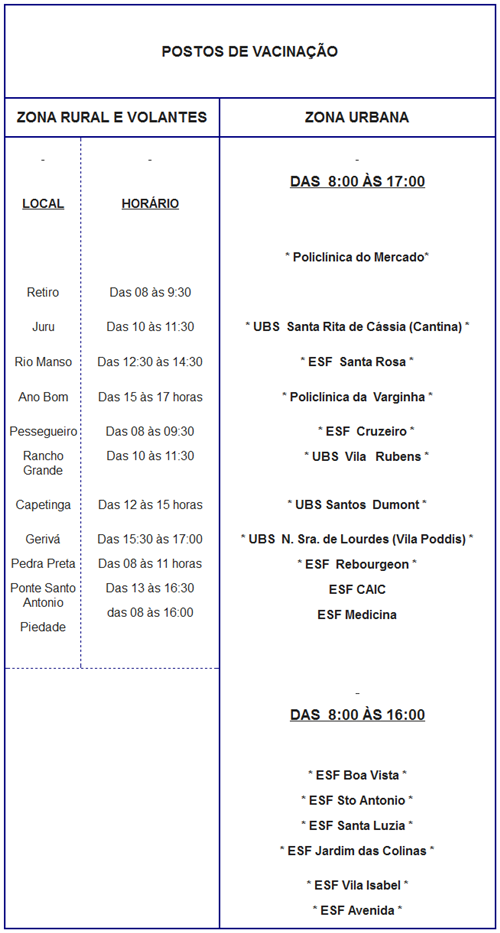 POSTOS DE VACINAÇÃO
ZONA RURAL E VOLANTES
ZONA URBANA
-
-
LOCAL HORÁRIO
Retiro Das 08 às 9:30
Juru Das 10 às 11:30
Rio Manso Das 12:30 às 14:30
Ano Bom Das 15 às 17 horas
Pessegueiro Das 08 às 09:30
Rancho Grande Das 10 às 11:30
Capetinga Das 12 às 15 horas
Gerivá Das 15:30 às 17:00
Pedra Preta Das 08 às 11 horas
Ponte Santo Antonio Das 13 às 16:30
Piedade das 08 às 16:00
-
DAS 8:00 ÀS 17:00
* Policlínica do Mercado*
* UBS Santa Rita de Cássia (Cantina) *
* ESF Santa Rosa *
* Policlínica da Varginha *
* ESF Cruzeiro *
* UBS Vila Rubens *
* UBS Santos Dumont *
* UBS N. Sra. de Lourdes (Vila Poddis) *
* ESF Rebourgeon *
ESF CAIC
ESF Medicina
-
DAS 8:00 ÀS 16:00
* ESF Boa Vista *
* ESF Sto Antonio *
* ESF Santa Luzia *
* ESF Jardim das Colinas *
* ESF Vila Isabel *
* ESF Avenida *